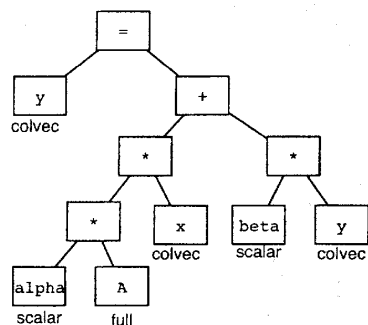 =
y
+
colvec
*
*
*
x
beta
y
colvec
scalar
colvec
alpha
A
scalar
full